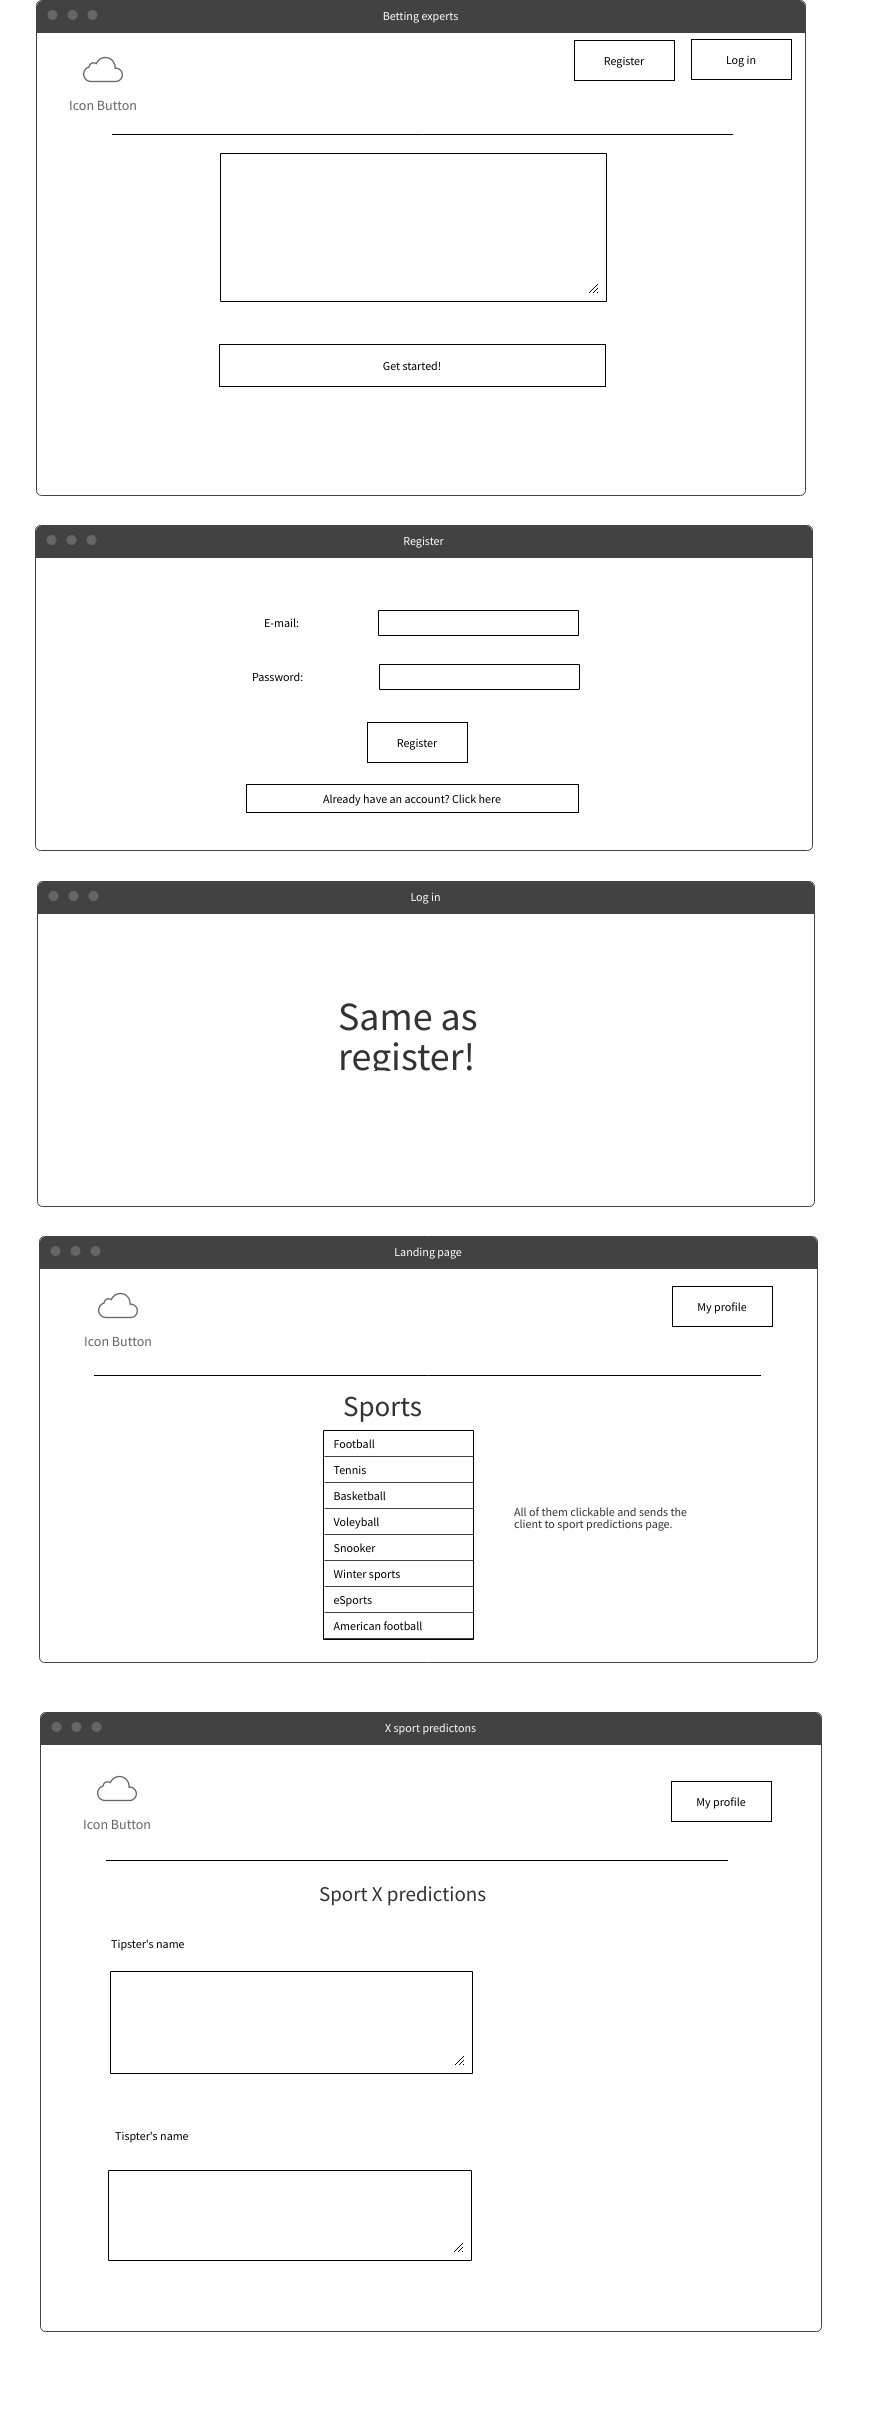 Betting experts
Register
Log in
Icon Button
Get started!
Register
E-mail:
Password:
Register
Already have an account? Click here
Log in
Same as
register!
Landing page
My profile
Icon Button
Sports
Football
Tennis
Basketball
Voleyball
Snooker
Winter sports
eSports
American football
All of them clickable and sends the
client to sport predictions page.
X sport predictons
My profile
Icon Button
Sport X predictions
Tipster's name
Tispter's name